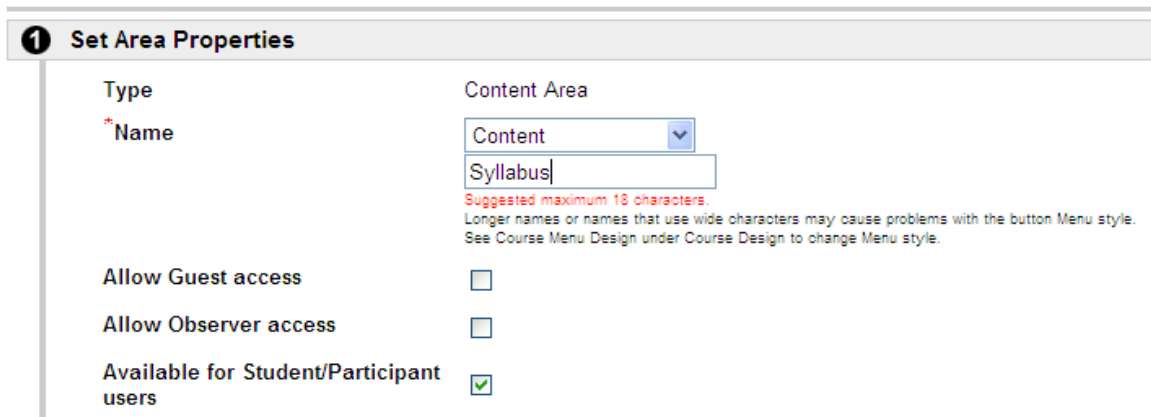 1 Set Area Properties
Type Content Area
*Name Content
Syllabus
Suggested maximum 18 characters.
Longer names or names that use wide characters may cause problems with the button Menu style.
See Course Menu Design under Course Design to change Menu style.
Allow Guest access
Allow Observer access
Available for Student/Participant
users